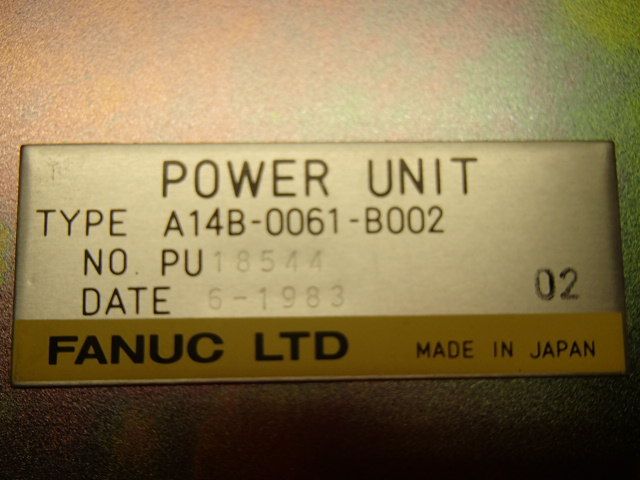 POWER UNIT
TYPE A14B-0061-B002
NO. PU18544
DATE 6-1983
02
FANUC LTD MADE IN JAPAN